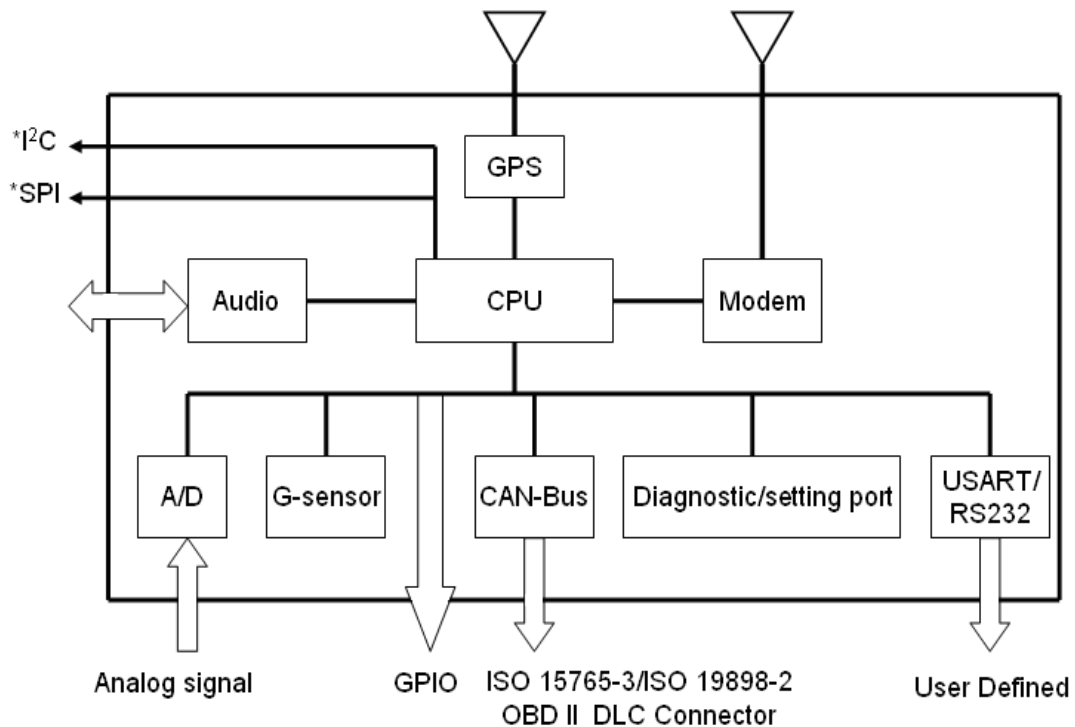 *I²C
GPS
*SPI
Audio
CPU
Modem
A/D
G-sensor
CAN-Bus
Diagnostic/setting port
USART/
RS232
Analog signal
GPIO
ISO 15765-3/ISO 19898-2
OBD II DLC Connector
User Defined